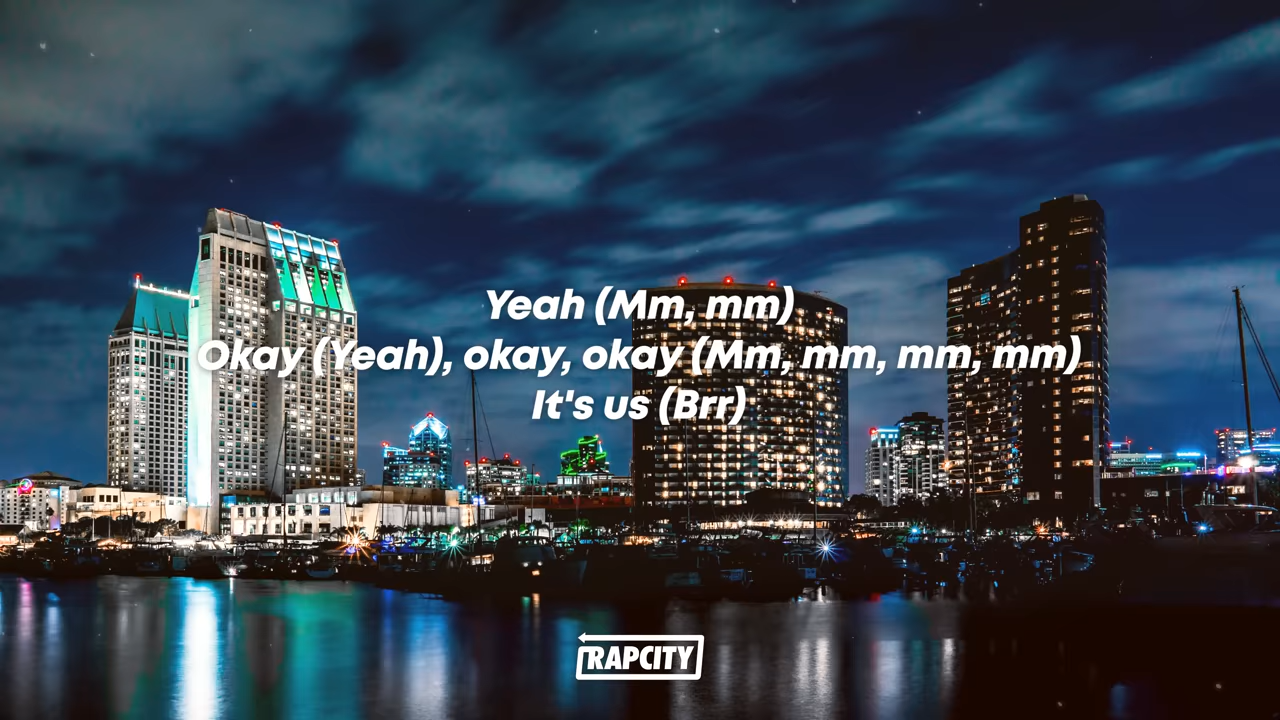 Yeah (Mm, mm)
Okay (Yeah), okay, okay (Mm, mm, mm, mm)
It's us (Brr)
RAPCITY